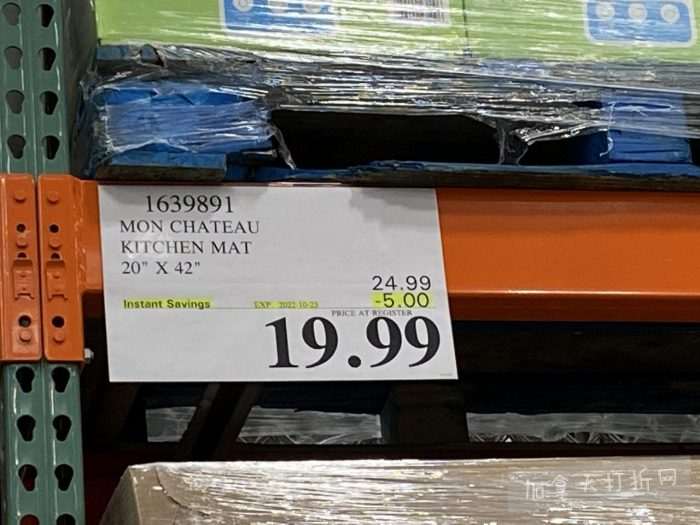 1639891
MON CHATEAU
KITCHEN MAT
20" X 42"
24.99
Instant Savings EXP. 2022-10-23 -5.00
PRICE AT REGISTER
19.99
加拿大打折网